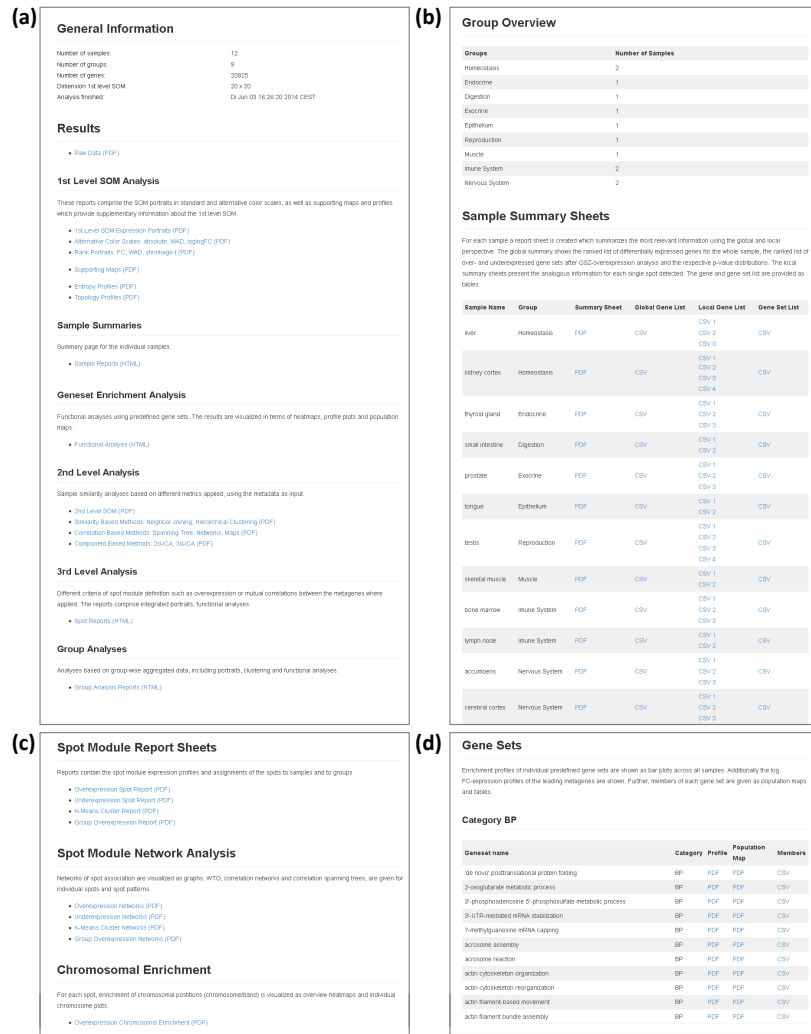 (a)
General Information
Number of samples: 12
Number of groups: 9
Number of genes: 20825
Dimension 1st level SOM: 20 x 20
Analysis finished: Di Jun 03 16:26:20 2014 CEST
Results
Raw Data (PDF)
1st Level SOM Analysis
These reports comprise the SOM portraits in standard and alternative color scales, as well as supporting maps and profiles
which provide supplementary information about the 1st level SOM.
1st Level SOM Expression Portraits (PDF)
Alternative Color Scales: absolute, WAD, loglogFC (PDF)
Rank Portraits: FC, WAD, shrinkage-t (PDF)
Supporting Maps (PDF)
Entropy Profiles (PDF)
Topology Profiles (PDF)
Sample Summaries
Summary page for the individual samples.
Sample Reports (HTML)
Geneset Enrichment Analysis
Functional analyses using predefined gene sets. The results are visualized in terms of heatmaps, profile plots and population
maps.
Functional Analysis (HTML)
2nd Level Analysis
Sample similarity analyses based on different metrics applied, using the metadata as input.
2nd Level SOM (PDF)
Similarity Based Methods: Neighbor Joining, Hierarchical Clustering (PDF)
Correlation Based Methods: Spanning Tree, Networks, Maps (PDF)
Component Based Methods: 2d-ICA, 3d-ICA (PDF)
3rd Level Analysis
Different criteria of spot module definition such as overexpression or mutual correlations between the metagenes where
applied. The reports comprise integrated portraits, functional analyses.
Spot Reports (HTML)
Group Analyses
Analyses based on group-wise aggregated data, including portraits, clustering and functional analyses.
Group Analysis Reports (HTML)
(b)
Group Overview
Groups Number of Samples
Homeostasis 2
Endocrine 1
Digestion 1
Exocrine 1
Epithelium 1
Reproduction 1
Muscle 1
Imune System 2
Nervous System 2
Sample Summary Sheets
For each sample a report sheet is created which summarizes the most relevant information using the global and local
perspective. The global summary shows the ranked list of differentially expressed genes for the whole sample, the ranked list of
over- and underexpressed gene sets after GSZ-overexpression analysis and the respective p-value distributions. The local
summary sheets present the analogous information for each single spot detected. The gene and gene set list are provided as
tables.
Sample Name Group Summary Sheet Global Gene List Local Gene List Gene Set List
CSV 1
liver Homeostasis PDF CSV CSV 2 CSV
CSV 3
CSV 1
CSV 2
kidney cortex Homeostasis PDF CSV CSV 3 CSV
CSV 4
CSV 1
thyroid gland Endocrine PDF CSV CSV 2 CSV
CSV 3
small intestine Digestion PDF CSV CSV 1 CSV
CSV 2
CSV 1
prostate Exocrine PDF CSV CSV 2 CSV
CSV 3
tongue Epithelium PDF CSV CSV 1 CSV
CSV 2
CSV 1
CSV 2
testis Reproduction PDF CSV CSV 3 CSV
CSV 4
skeletal muscle Muscle PDF CSV CSV 1 CSV
CSV 2
CSV 1
bone marrow Imune System PDF CSV CSV 2 CSV
CSV 3
lymph node Imune System PDF CSV CSV 1 CSV
CSV 2
CSV 1
accumbens Nervous System PDF CSV CSV 2 CSV
CSV 3
CSV 1
cerebral cortex Nervous System PDF CSV CSV 2 CSV
CSV 3
(c)
Spot Module Report Sheets
Reports contain the spot module expression profiles and assignments of the spots to samples and to groups.
Overexpression Spot Report (PDF)
Underexpression Spot Report (PDF)
K-Means Cluster Report (PDF)
Group Overexpression Report (PDF)
Spot Module Network Analysis
Networks of spot association are visualized as graphs. WTO, correlation networks and correlation spanning trees, are given for
individual spots and spot patterns.
Overexpression Networks (PDF)
Underexpression Networks (PDF)
K-Means Cluster Networks (PDF)
Group Overexpression Networks (PDF)
Chromosomal Enrichment
For each spot, enrichment of chromosomal postitions (chromosome/band) is visualized as overview heatmaps and individual
chromosome plots.
Overexpression Chromosomal Enrichment (PDF)
(d)
Gene Sets
Enrichment profiles of individual predefined gene sets are shown as bar plots across all samples. Additionally the log
FC-expression profiles of the leading metagenes are shown. Further, members of each gene set are given as population maps
and tables.
Category BP
Geneset name Category Profile Population Map Members
'de novo' posttranslational protein folding BP PDF PDF CSV
2-oxoglutarate metabolic process BP PDF PDF CSV
3'-phosphoadenosine 5'-phosphosulfate metabolic process BP PDF PDF CSV
3'-UTR-mediated mRNA stabilization BP PDF PDF CSV
7-methylguanosine mRNA capping BP PDF PDF CSV
acrosome assembly BP PDF PDF CSV
acrosome reaction BP PDF PDF CSV
actin cytoskeleton organization BP PDF PDF CSV
actin cytoskeleton reorganization BP PDF PDF CSV
actin filament-based movement BP PDF PDF CSV
actin filament bundle assembly BP PDF PDF CSV